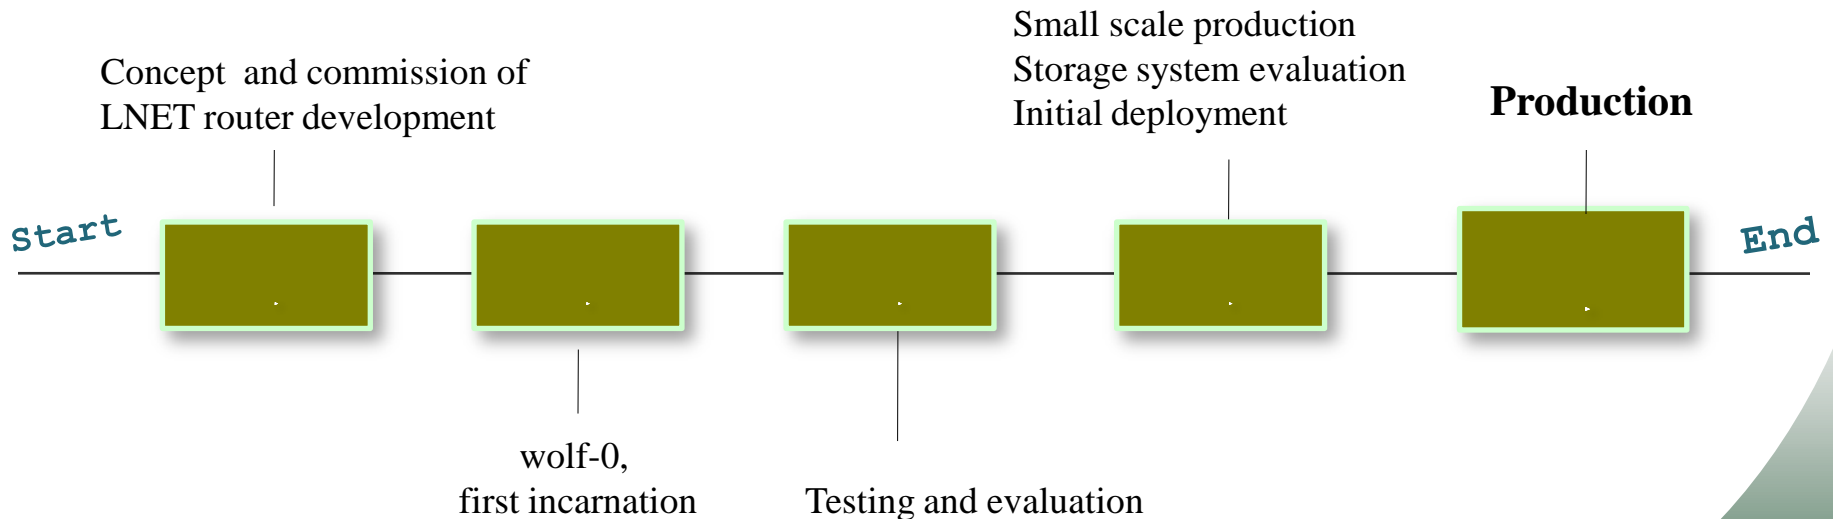 Small scale production
Storage system evaluation
Initial deployment
Concept and commission of
LNET router development
Production
Start
End
wolf-0,
first incarnation
Testing and evaluation